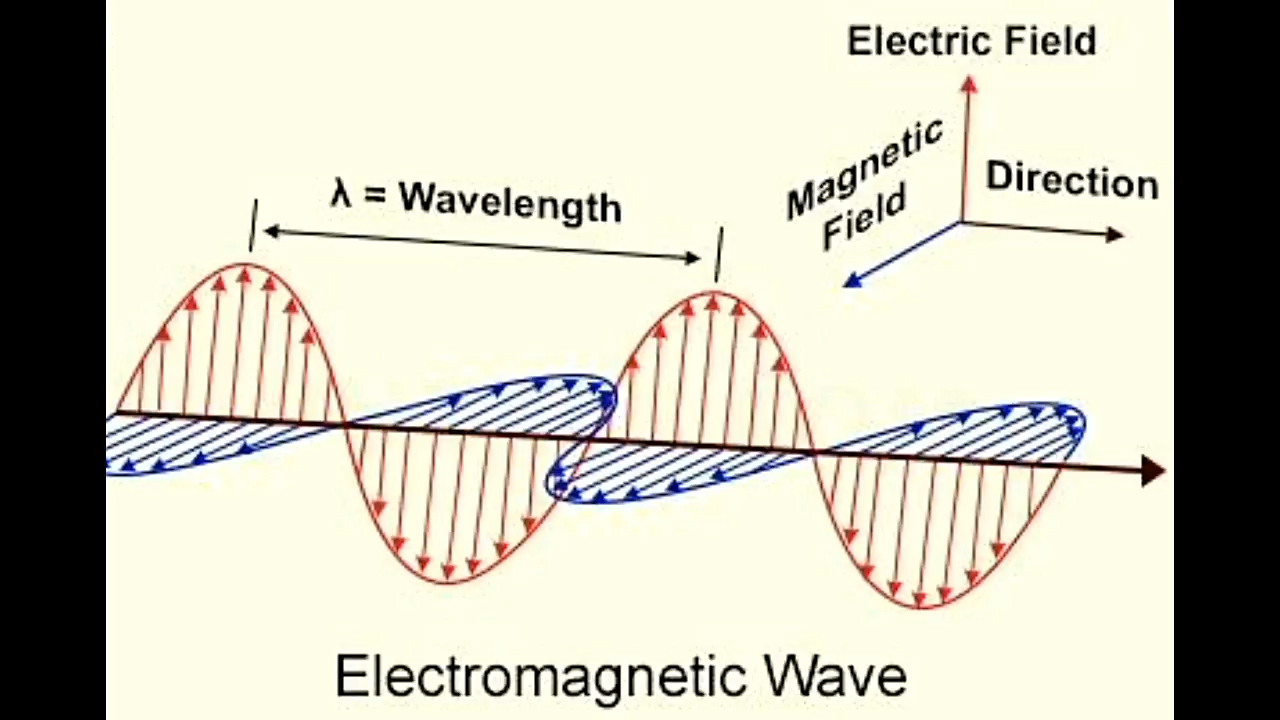 Electric Field
Magnetic
Field
Direction
λ = Wavelength
Electromagnetic Wave